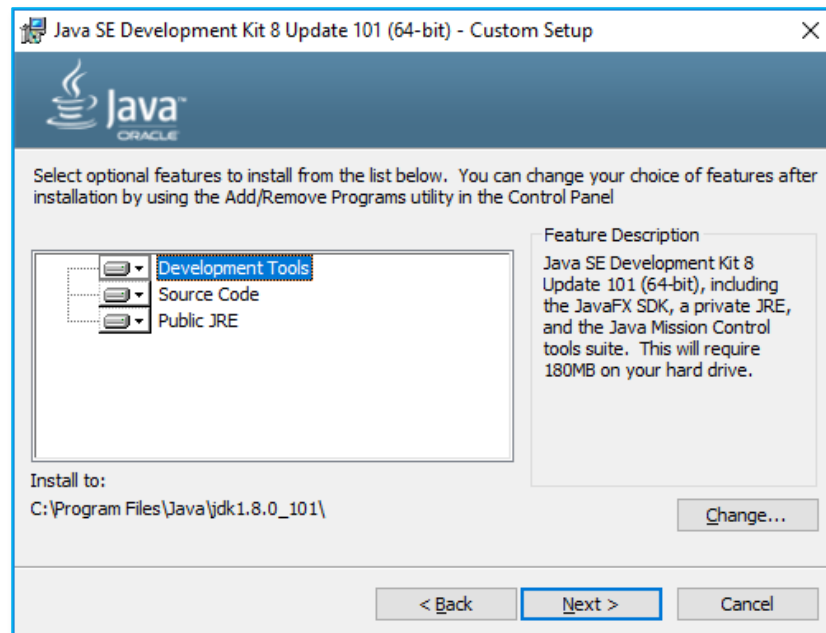 Java SE Development Kit 8 Update 101 (64-bit) - Custom Setup
Java™
ORACLE
Select optional features to install from the list below. You can change your choice of features after
installation by using the Add/Remove Programs utility in the Control Panel
Development Tools
Source Code
Public JRE
Feature Description
Java SE Development Kit 8
Update 101 (64-bit), including
the JavaFX SDK, a private JRE,
and the Java Mission Control
tools suite. This will require
180MB on your hard drive.
Install to:
C:\Program Files\Java\jdk1.8.0_101\
Change...
< Back
Next >
Cancel